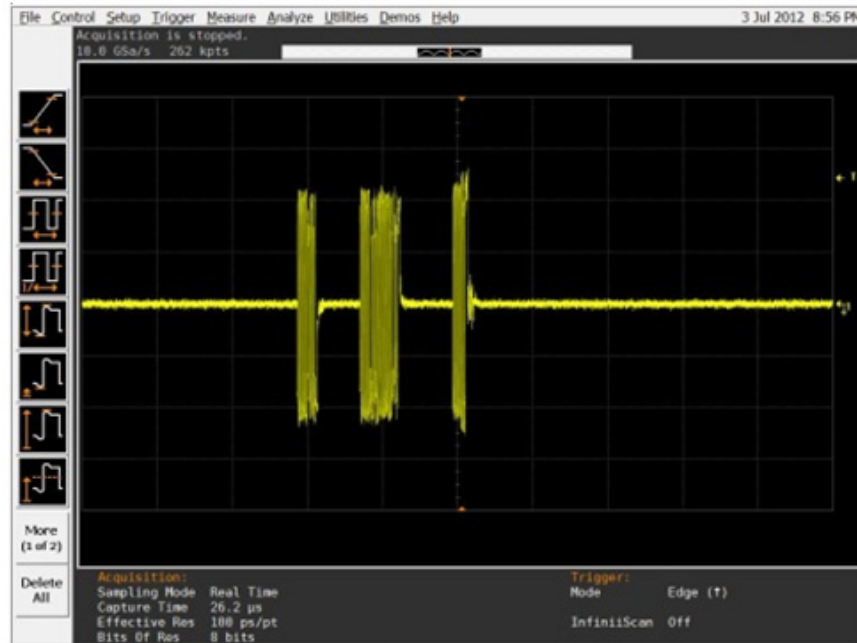 File Control Setup Trigger Measure Analyze Utilities Demos Help 3 Jul 2012 8:56 PM
Acquisition is stopped.
10.0 GSa/s 262 kpts
More
(1 of 2)
Delete
All
Acquisition:
Sampling Mode Real Time
Capture Time 26.2 µs
Effective Res 100 ps/pt
Bits Of Res 8 bits
Trigger:
Mode Edge (↑)
InfiniiScan Off